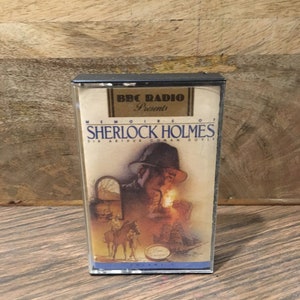 BBC RADIO
Presents
MEMOIRS OF
SHERLOCK HOLMES
SIR ARTHUR CONAN DOYLE